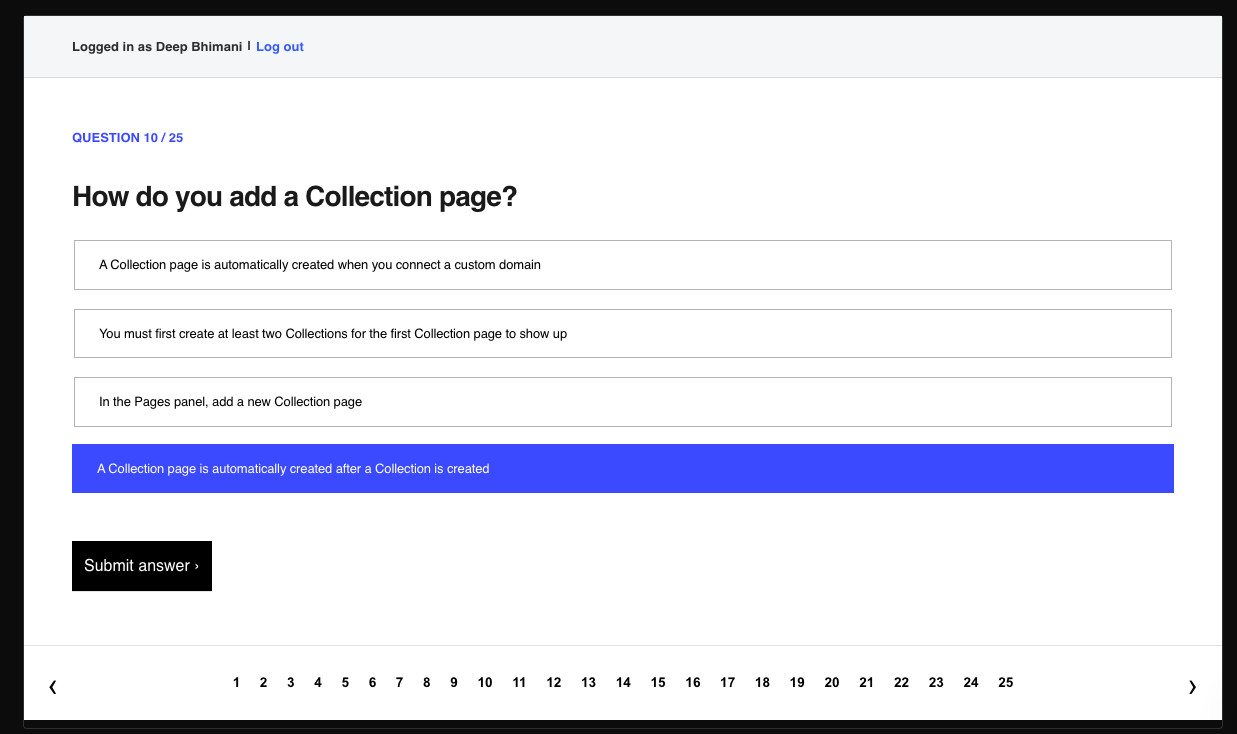 Logged in as Deep Bhimani | Log out
QUESTION 10 / 25
How do you add a Collection page?
A Collection page is automatically created when you connect a custom domain
You must first create at least two Collections for the first Collection page to show up
In the Pages panel, add a new Collection page
A Collection page is automatically created after a Collection is created
Submit answer ›
❮ 1 2 3 4 5 6 7 8 9 10 11 12 13 14 15 16 17 18 19 20 21 22 23 24 25 ❯